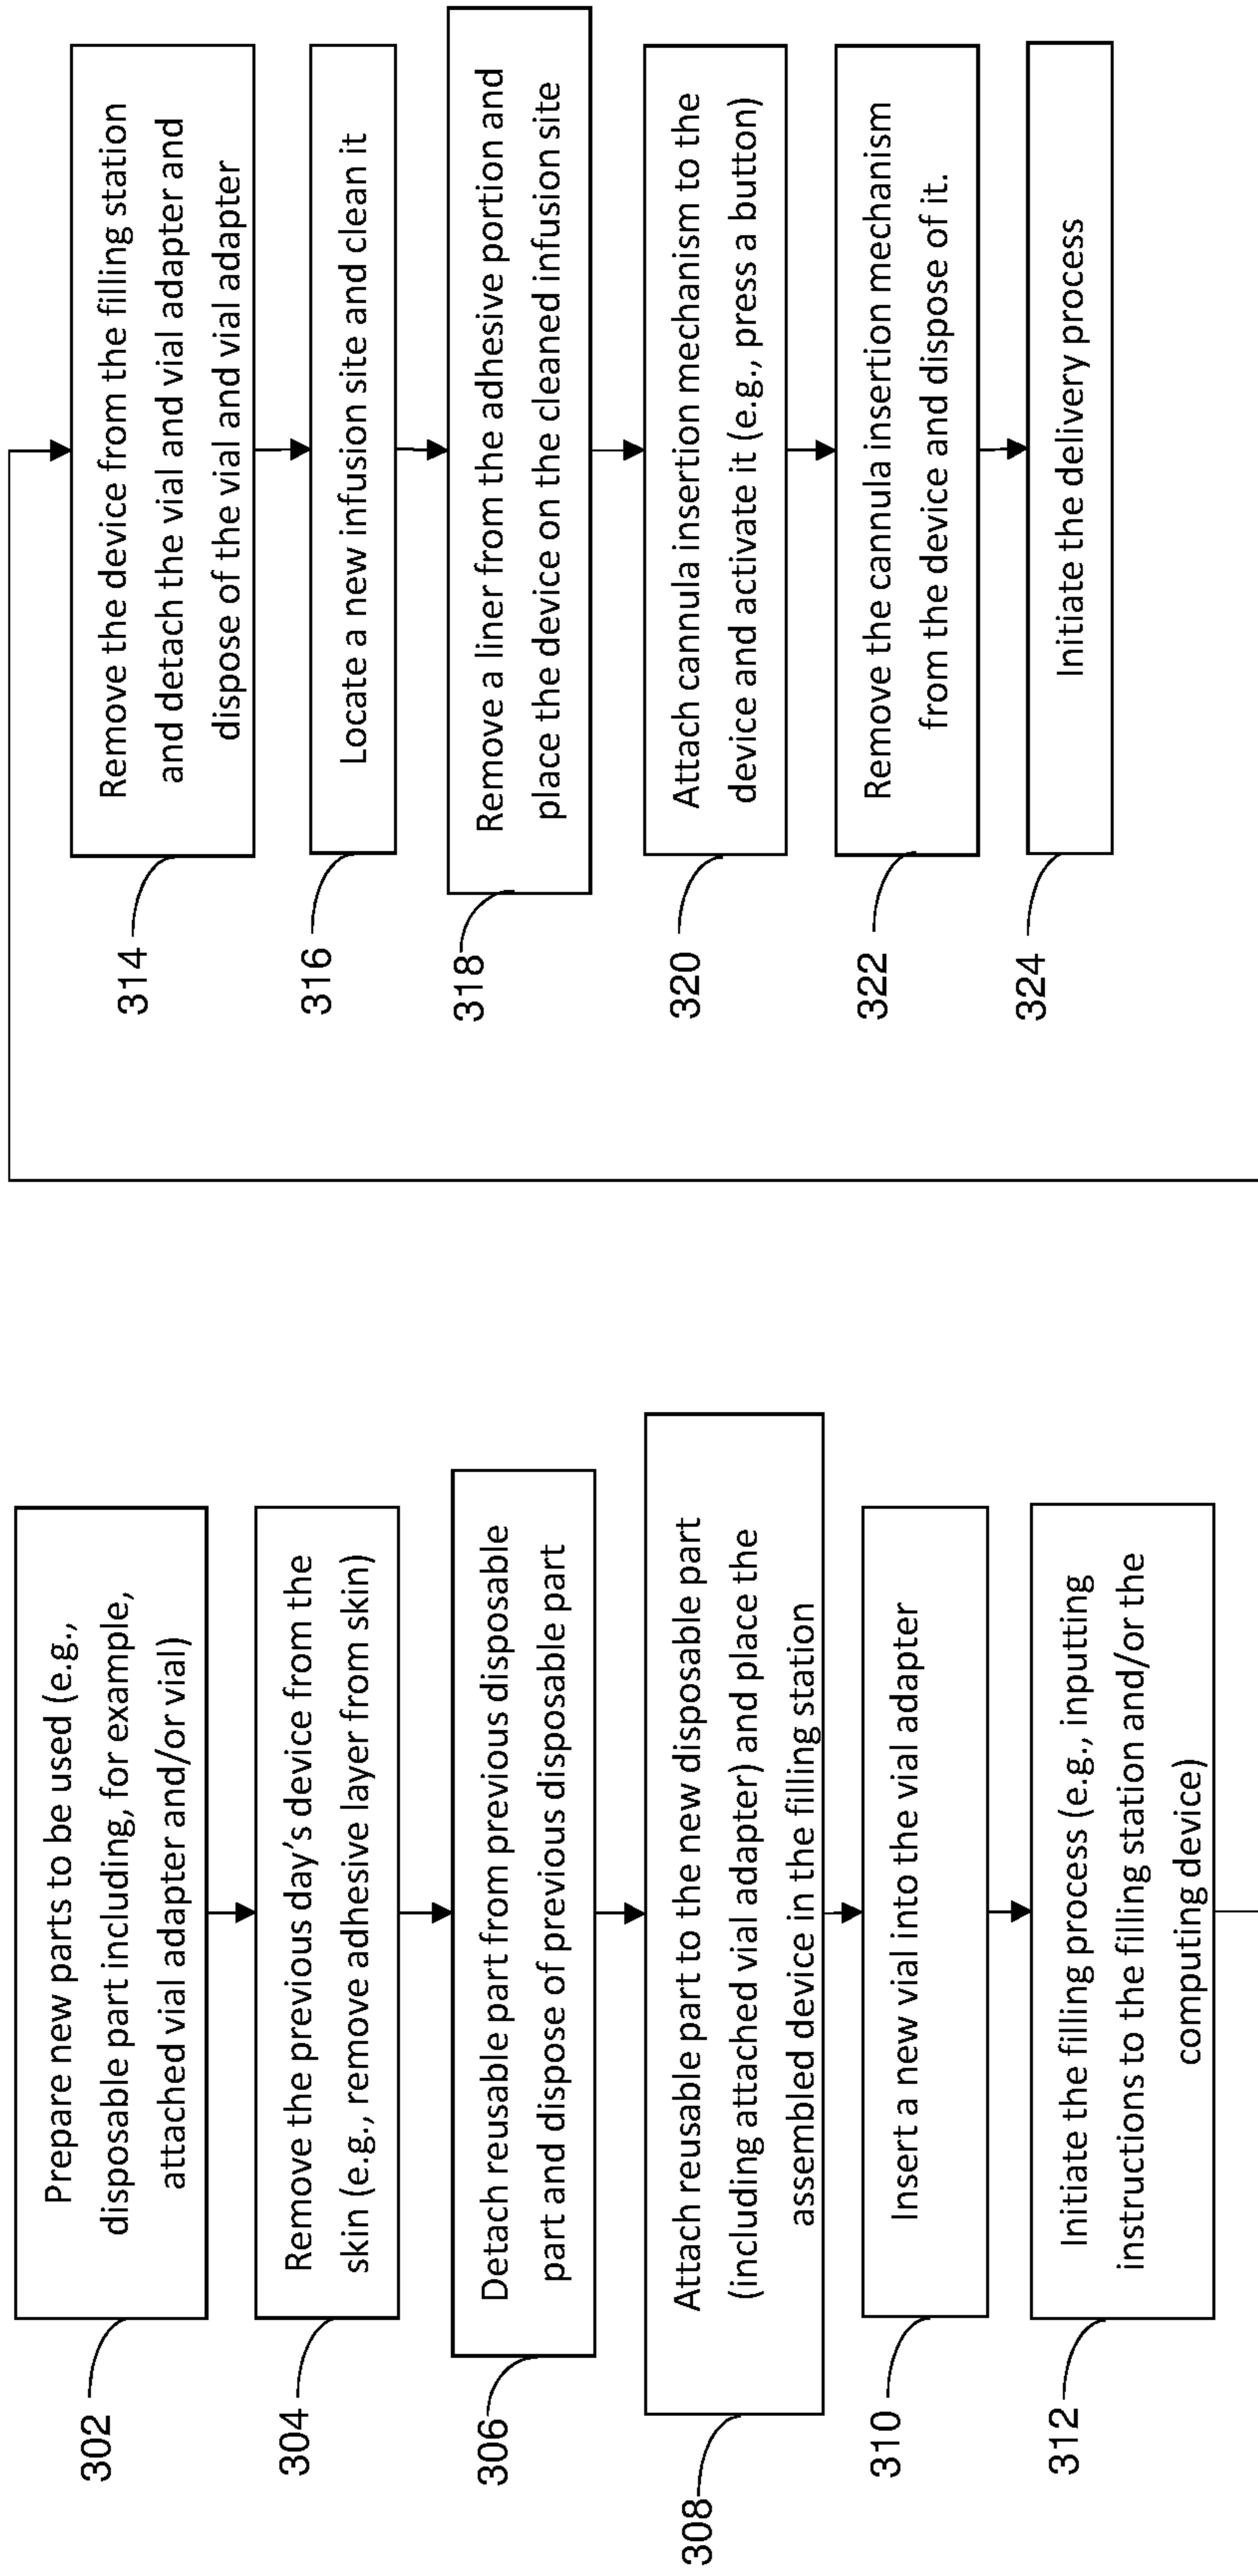 302
Prepare new parts to be used (e.g.,
disposable part including, for example,
attached vial adapter and/or vial)
304
Remove the previous day’s device from the
skin (e.g., remove adhesive layer from skin)
306
Detach reusable part from previous disposable
part and dispose of previous disposable part
308
Attach reusable part to the new disposable part
(including attached vial adapter) and place the
assembled device in the filling station
310
Insert a new vial into the vial adapter
312
Initiate the filling process (e.g., inputting
instructions to the filling station and/or the
computing device)
314
Remove the device from the filling station
and detach the vial and vial adapter and
dispose of the vial and vial adapter
316
Locate a new infusion site and clean it
318
Remove a liner from the adhesive portion and
place the device on the cleaned infusion site
320
Attach cannula insertion mechanism to the
device and activate it (e.g., press a button)
322
Remove the cannula insertion mechanism
from the device and dispose of it.
324
Initiate the delivery process